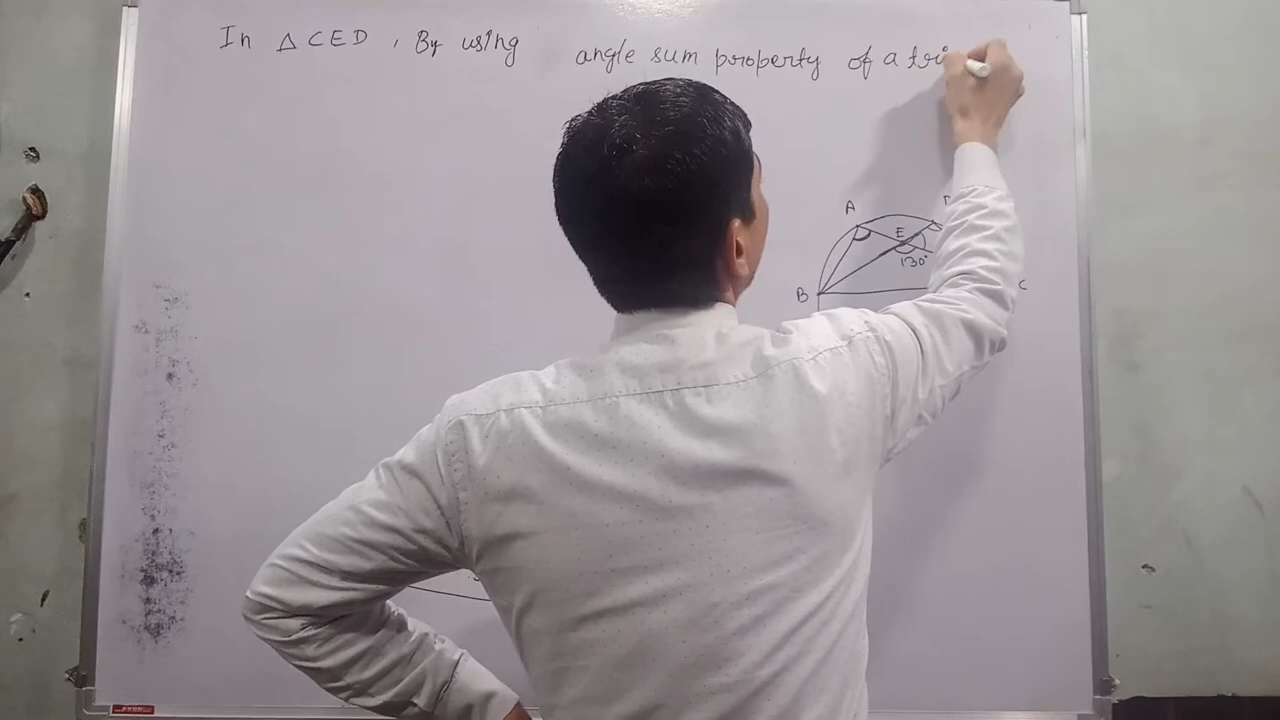 In △CED , By using angle sum property of a tri
A
E
130°
B
C